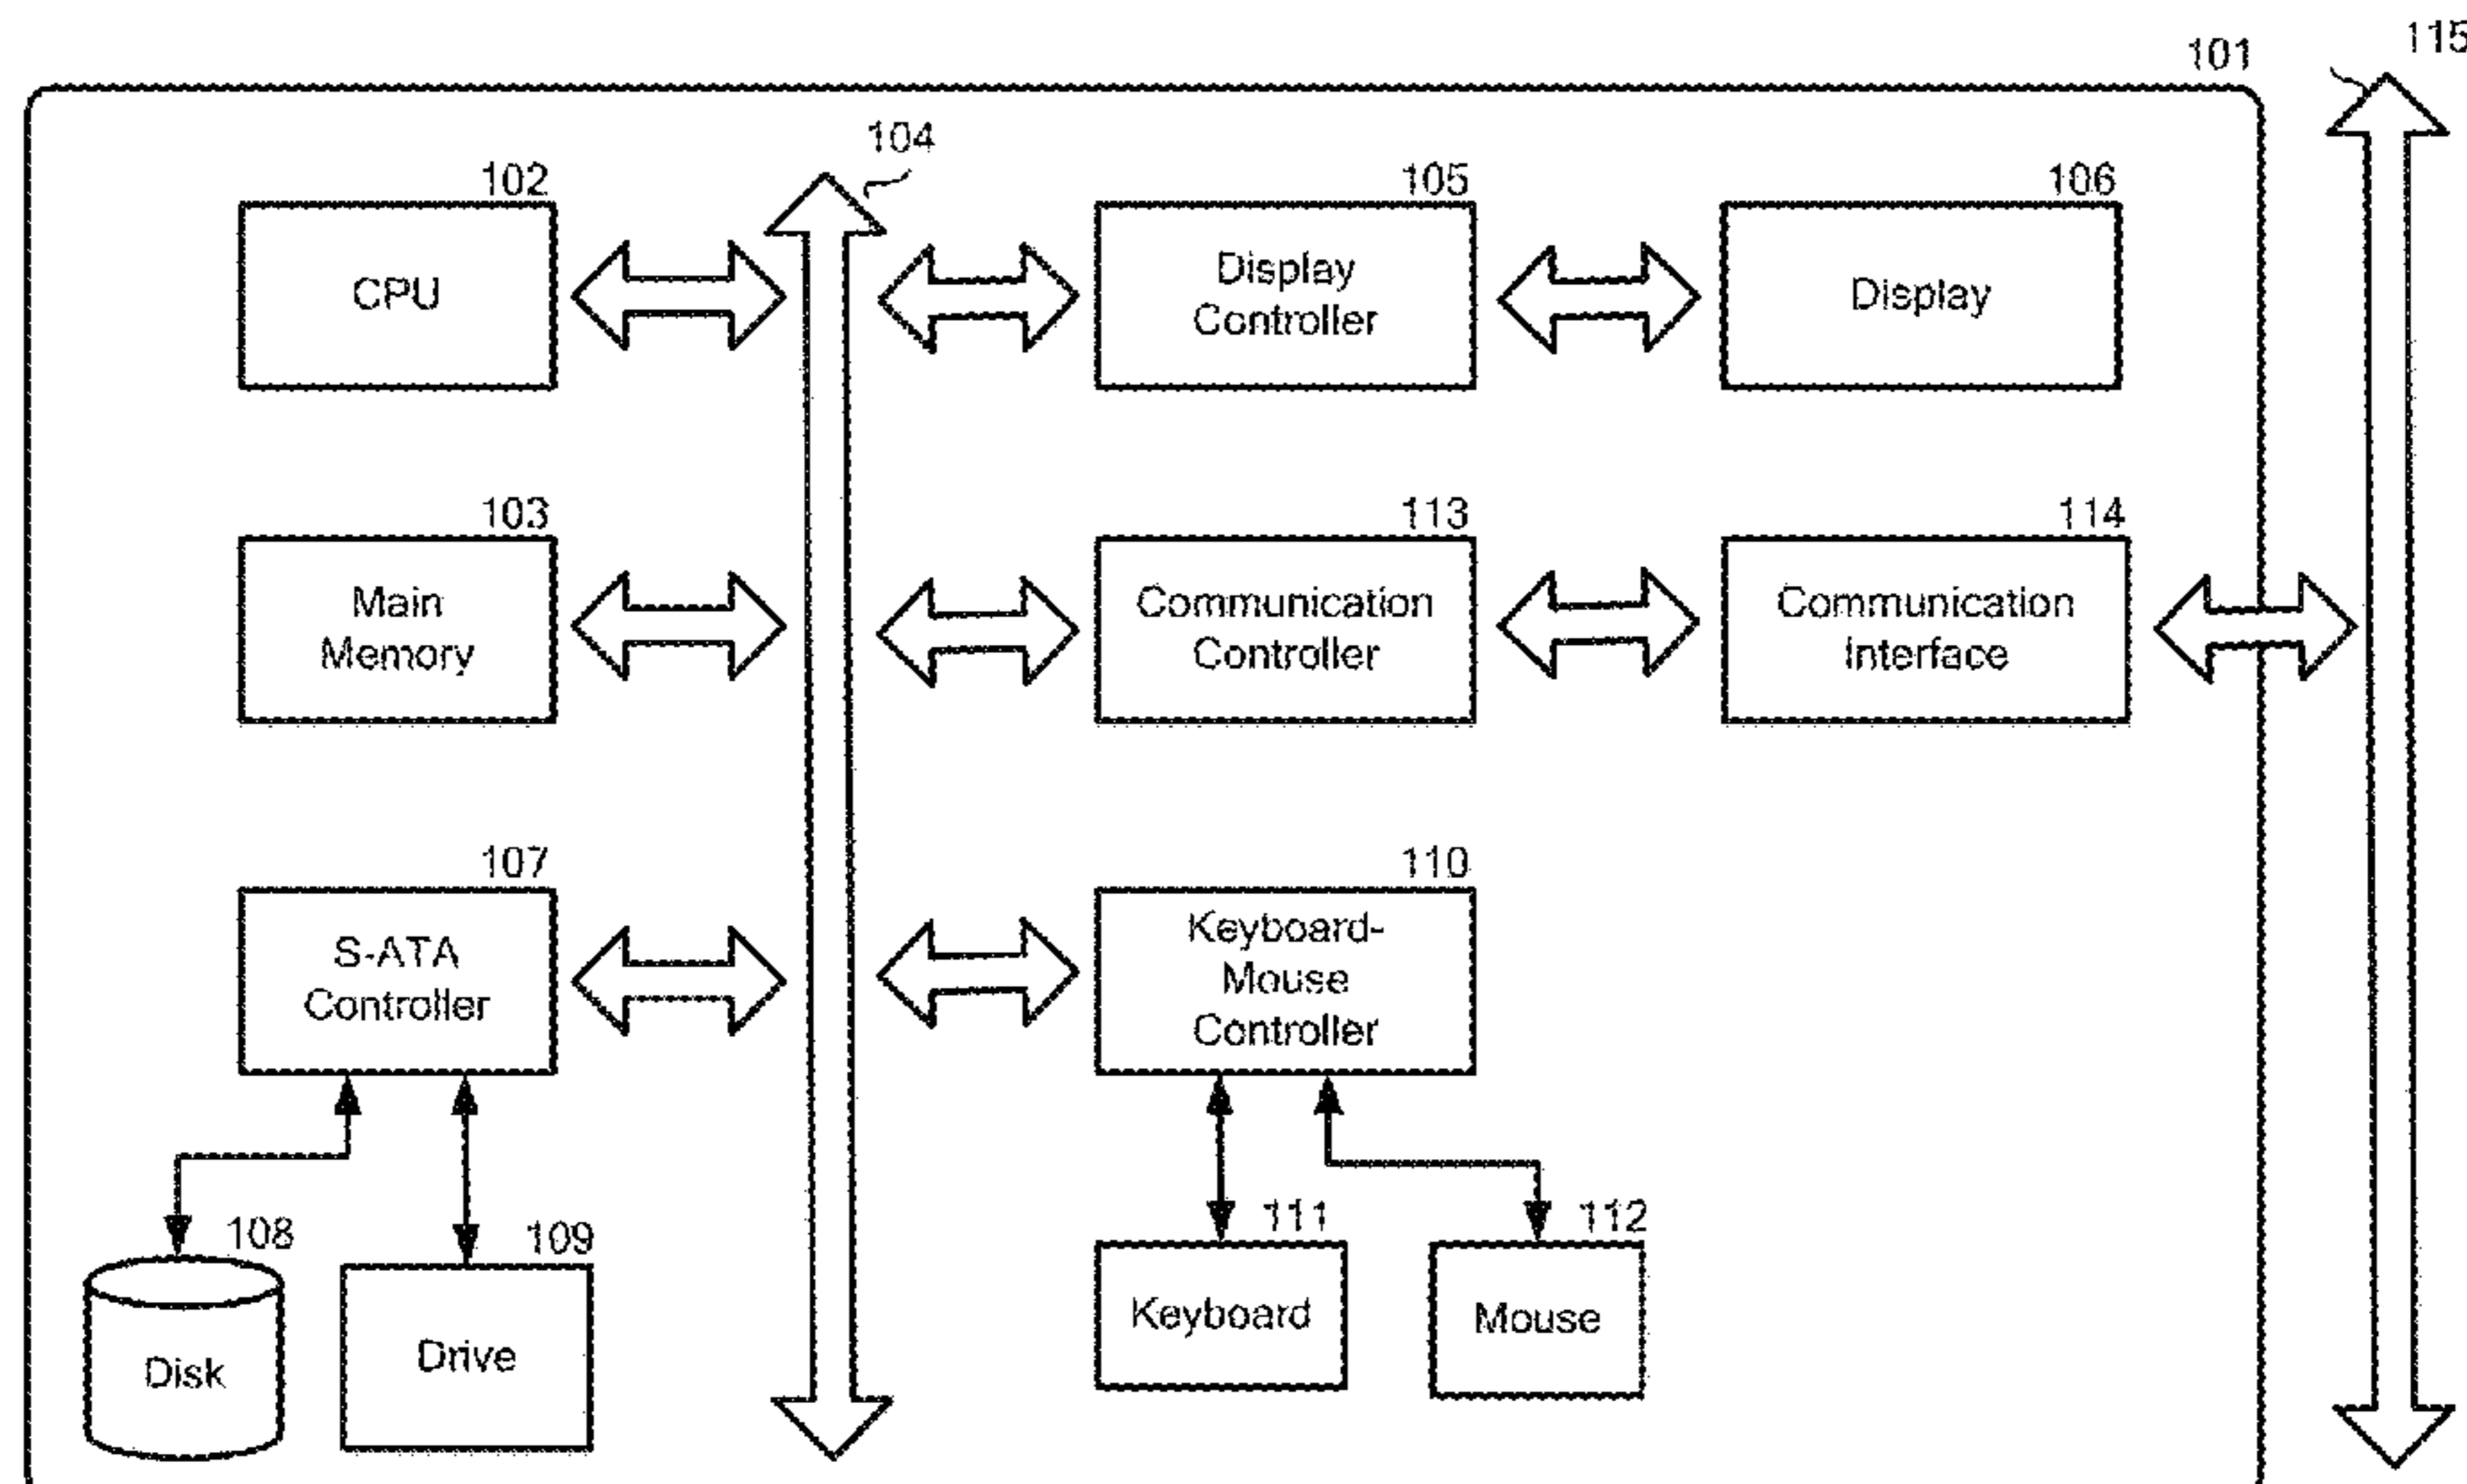 115
101
104
102
CPU
105
Display
Controller
106
Display
103
Main
Memory
113
Communication
Controller
114
Communication
Interface
107
S-ATA
Controller
110
Keyboard-
Mouse
Controller
108
Disk
109
Drive
111
Keyboard
112
Mouse